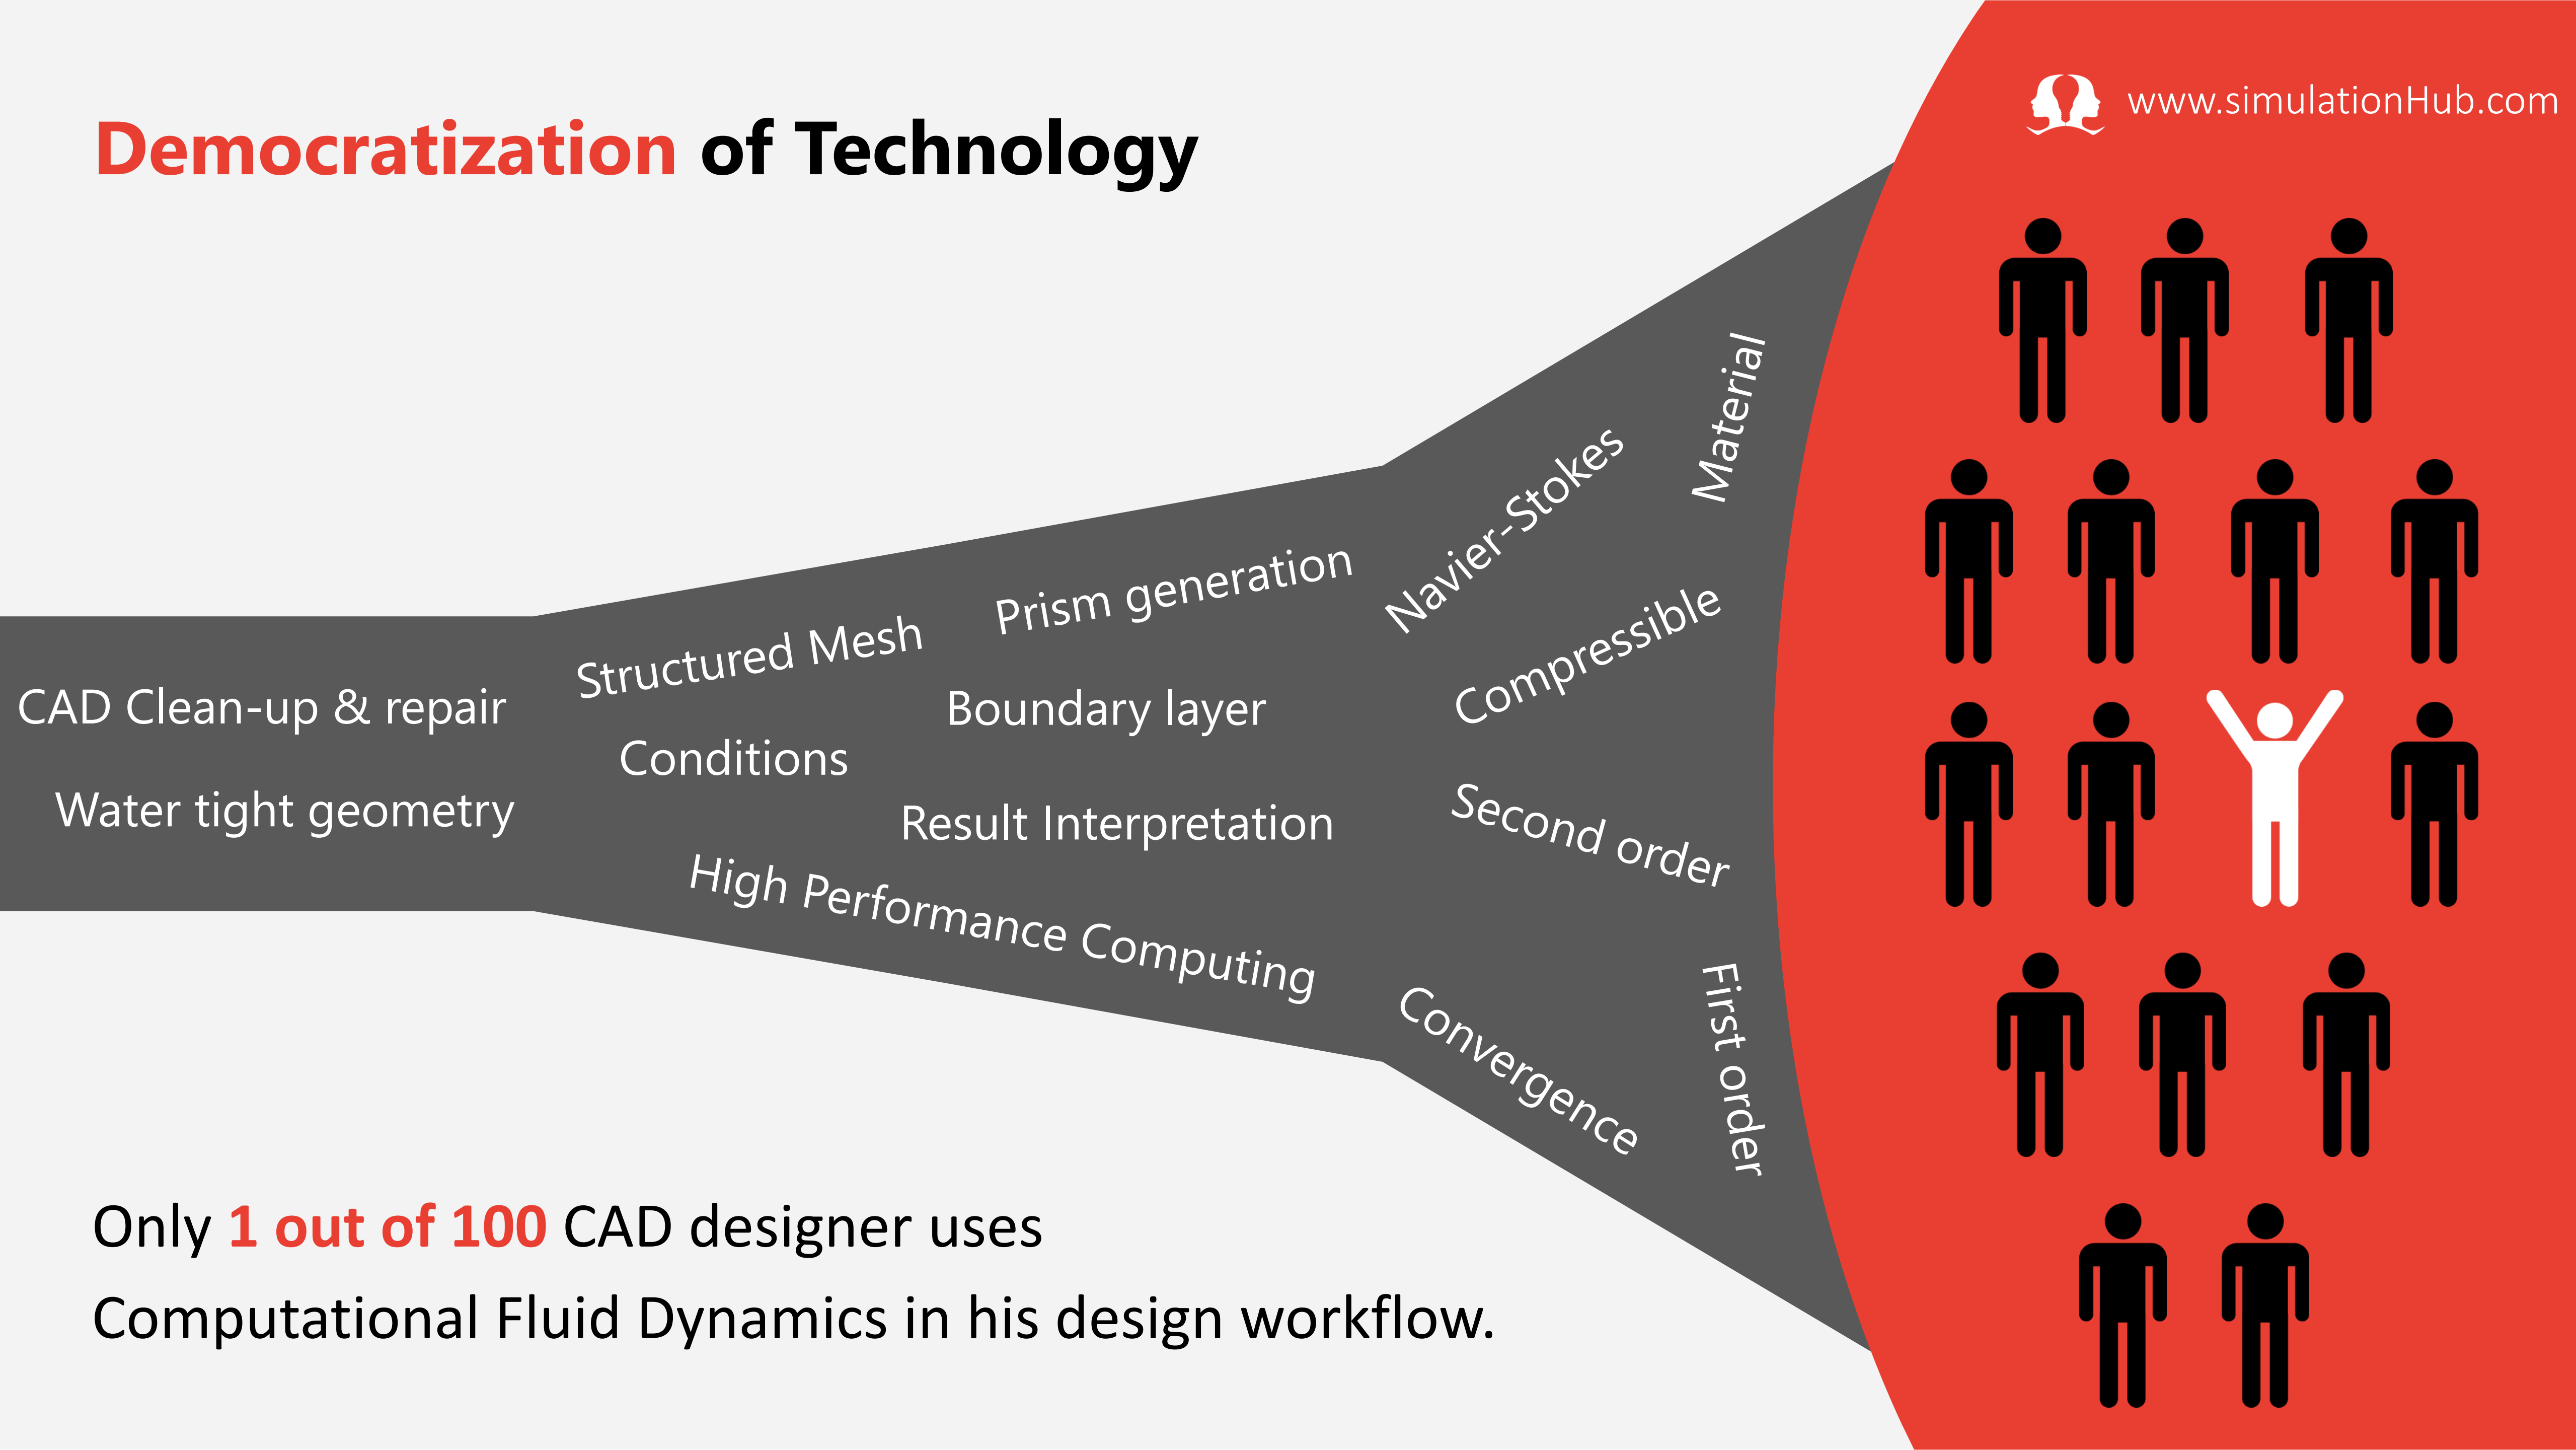 www.simulationHub.com
Democratization of Technology
Material
Navier-Stokes
Prism generation
Compressible
Structured Mesh
CAD Clean-up & repair
Boundary layer
Conditions
Water tight geometry
Result Interpretation
Second order
High Performance Computing
Convergence
First order
Only 1 out of 100 CAD designer uses
Computational Fluid Dynamics in his design workflow.